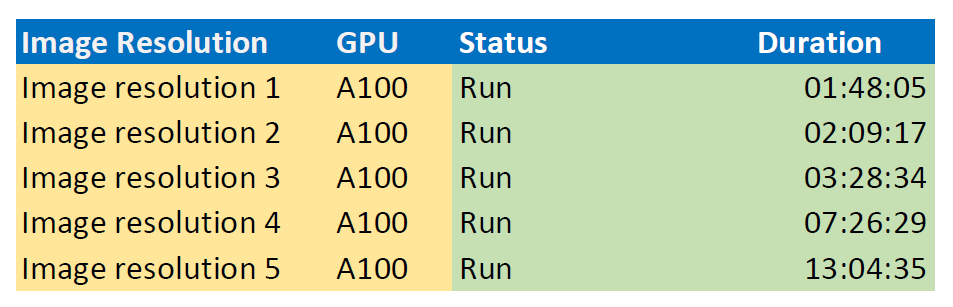 Image Resolution GPU Status Duration
Image resolution 1 A100 Run 01:48:05
Image resolution 2 A100 Run 02:09:17
Image resolution 3 A100 Run 03:28:34
Image resolution 4 A100 Run 07:26:29
Image resolution 5 A100 Run 13:04:35